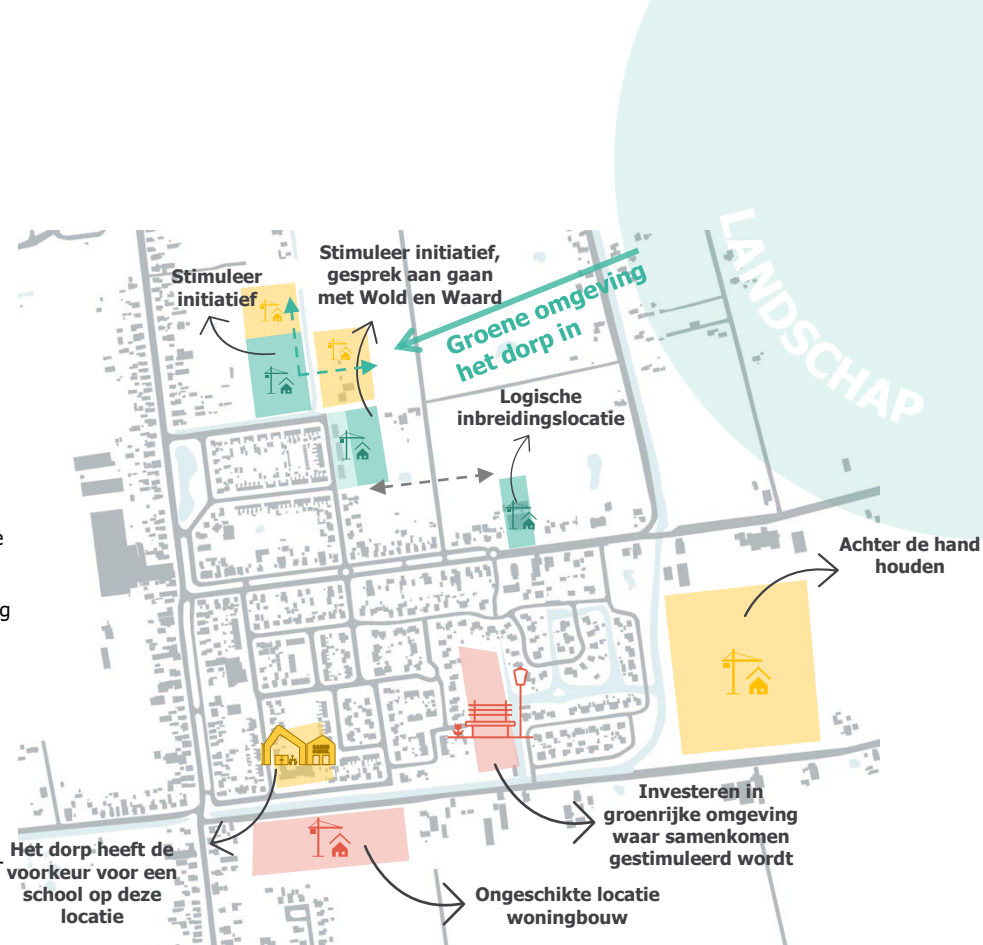 LANDSCHAP
Stimuleer
initiatief
Stimuleer initiatief,
gesprek aan gaan
met Wold en Waard
Groene omgeving
het dorp in
Logische
inbreidingslocatie
e
g
Achter de hand
houden
Investeren in
groenrijke omgeving
waar samenkomen
gestimuleerd wordt
Het dorp heeft de
voorkeur voor een
school op deze
locatie
-
Ongeschikte locatie
woningbouw